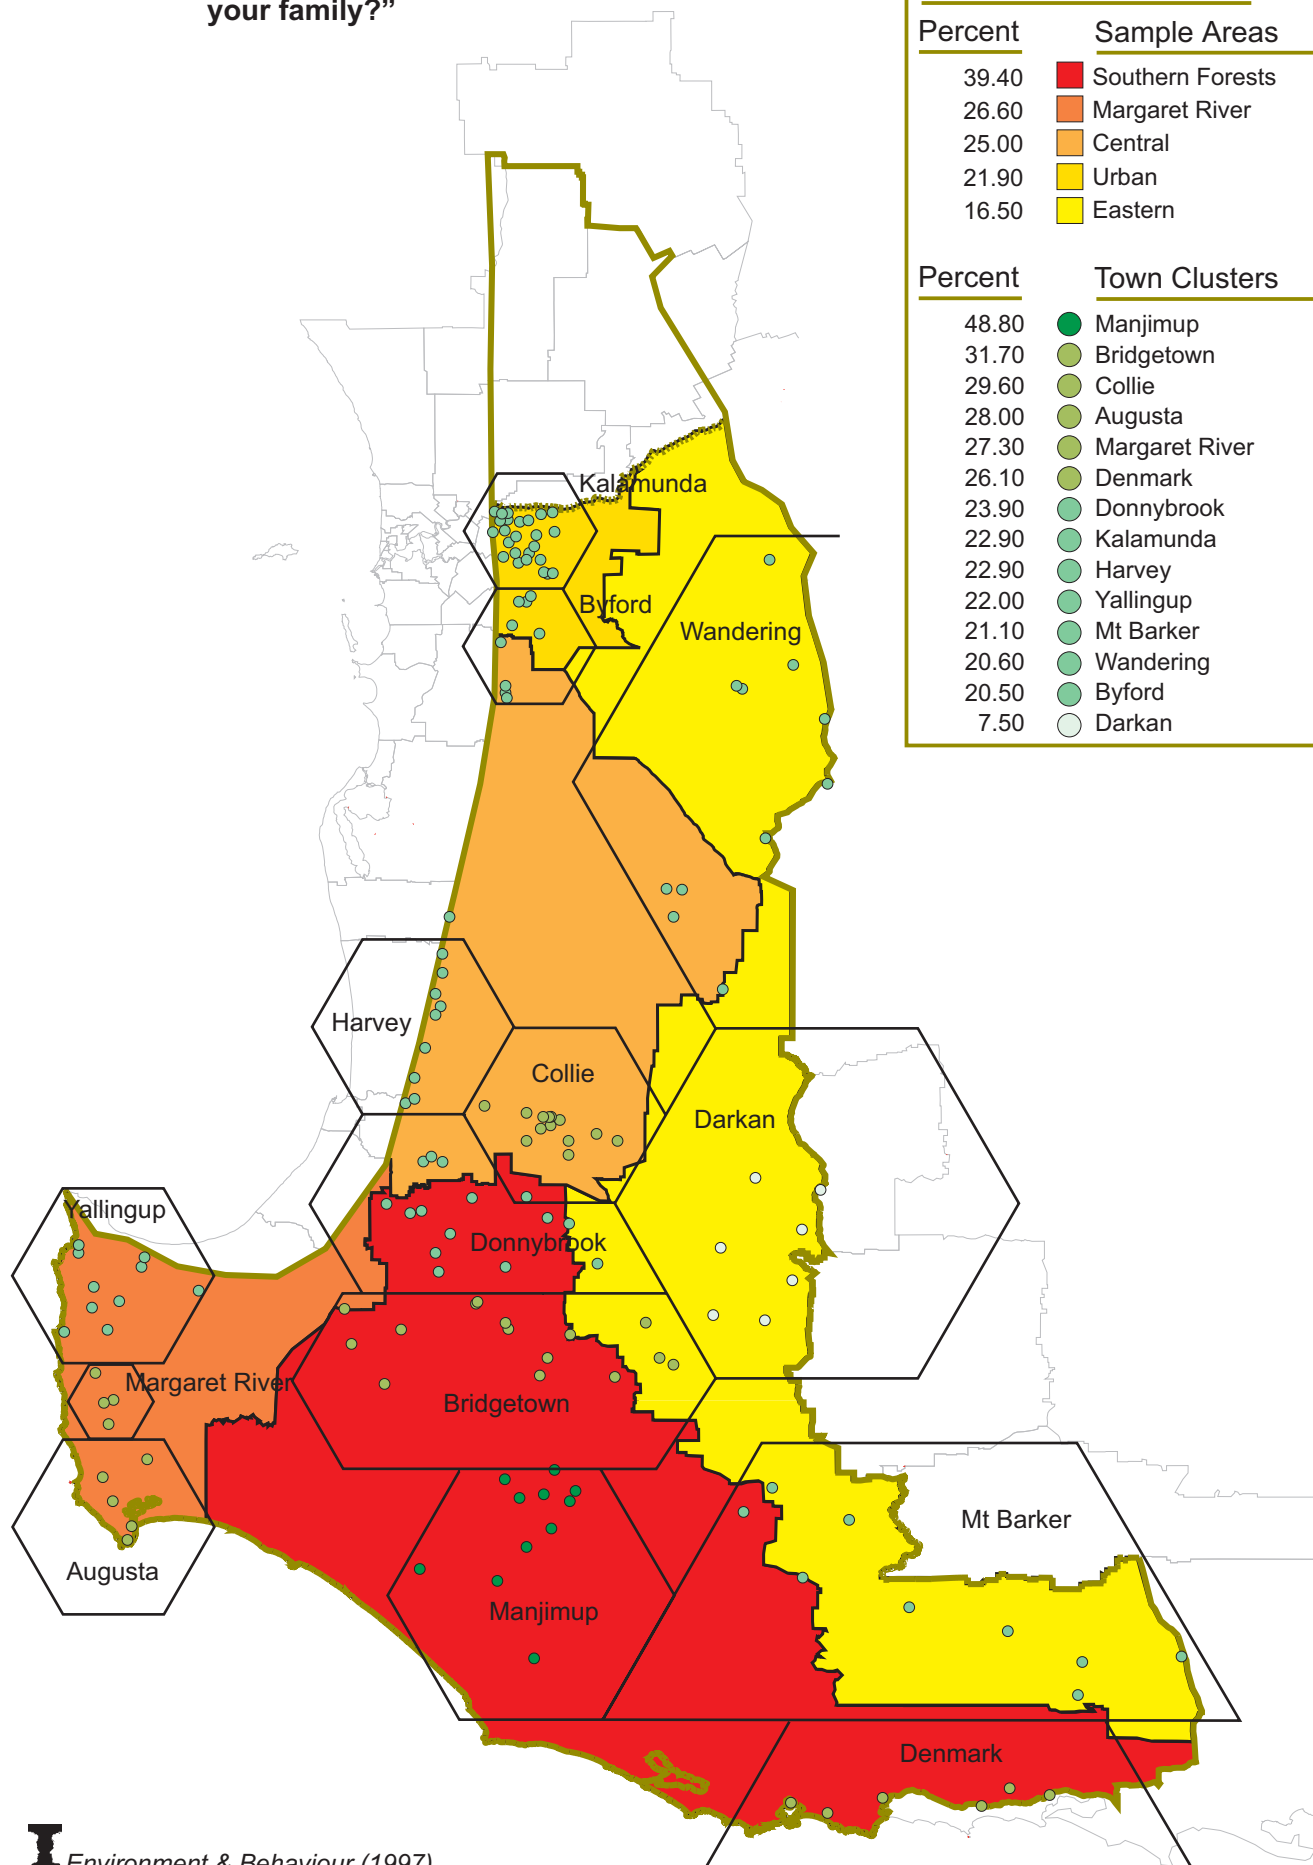 your family?”
Percent Sample Areas
39.40 Southern Forests
26.60 Margaret River
25.00 Central
21.90 Urban
16.50 Eastern
Percent Town Clusters
48.80 Manjimup
31.70 Bridgetown
29.60 Collie
28.00 Augusta
27.30 Margaret River
26.10 Denmark
23.90 Donnybrook
22.90 Kalamunda
22.90 Harvey
22.00 Yallingup
21.10 Mt Barker
20.60 Wandering
20.50 Byford
7.50 Darkan
Kalamunda
Byford
Wandering
Harvey
Collie
Darkan
Yallingup
Donnybrook
Margaret River
Bridgetown
Mt Barker
Augusta
Manjimup
Denmark
Environment & Behaviour (1997)